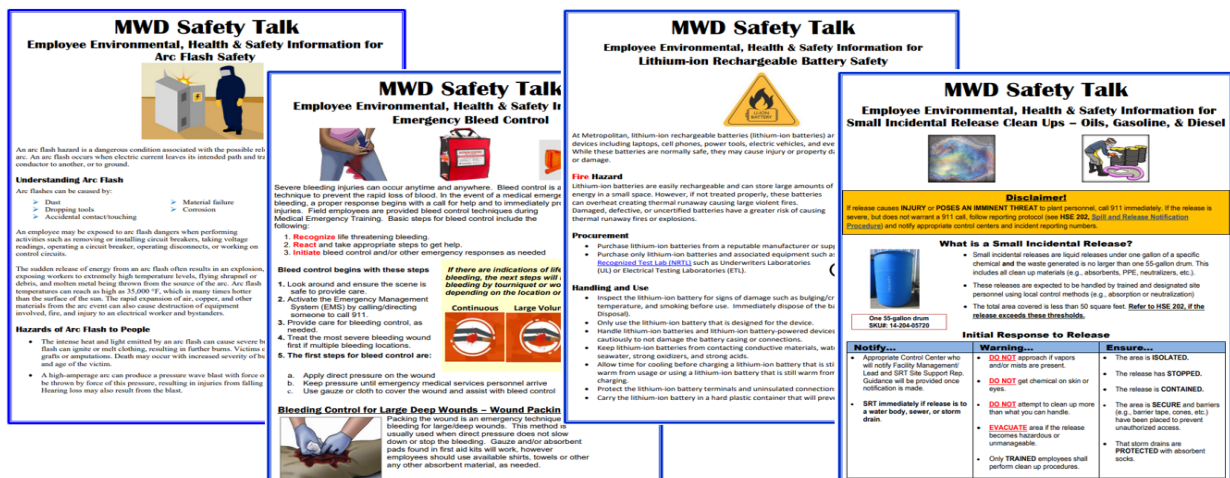 MWD Safety Talk
Employee Environmental, Health & Safety Information for
Arc Flash Safety
An arc flash hazard is a dangerous condition associated with the possible
arc. An arc flash occurs when electric current leaves its intended path and
conductor to another, or to ground.
Understanding Arc Flash
Arc flashes can be caused by:
Dust
Dropping tools
Accidental contact/touching
Material failure
Corrosion
An employee may be exposed to arc flash dangers when performing
activities such as removing or installing circuit breakers, taking voltage
readings, operating a circuit breaker, operating disconnects, or working on
control circuits.
The sudden release of energy from an arc flash often results in an explosion,
exposing workers to extremely high temperature levels, flying shrapnel or
debris, and molten metal being thrown from the source of the arc. Arc flash
temperatures can reach as high as 35,000 °F, which is many times hotter
than the surface of the sun. The rapid expansion of air, copper, and other
materials from the arc event can also cause destruction of equipment
involved, fire, and injury to an electrical worker and bystanders.
Hazards of Arc Flash to People
• The intense heat and light emitted by an arc flash can cause severe
flash can ignite or melt clothing, resulting in further burns. Victims
grafts or amputations. Death may occur with increased severity of
and age of the victim.
• A high-amperage arc can produce a pressure wave blast with force
be thrown by force of this pressure, resulting in injuries from falling
Hearing loss may also result from the blast.
MWD Safety
Employee Environmental, Health & Safety
Emergency Bleed Control
Severe bleeding injuries can occur anytime and anywhere. Bleed control is a
technique to prevent the rapid loss of blood. In the event of a medical
bleeding, a proper response begins with a call for help and to immediately
injuries. Field employees are provided bleed control techniques during
Medical Emergency Training. Basic steps for bleed control include the
following:
1. Recognize life threatening bleeding.
2. React and take appropriate steps to get help.
3. Initiate bleed control and/or other emergency responses as needed
Bleed control begins with these steps
1. Look around and ensure the scene is
safe to provide care.
2. Activate the Emergency Management
System (EMS) by calling/directing
someone to call 911.
3. Provide care for bleeding control, as
needed.
4. Treat the most severe bleeding wound
first if multiple bleeding locations.
5. The first steps for bleed control are:
a. Apply direct pressure on the wound
b. Keep pressure until emergency medical services personnel arrive
c. Use gauze or cloth to cover the wound and assist with bleed control
If there are indications of
bleeding, the next steps will
bleeding by tourniquet or
depending on the location or
Continuous Large
Bleeding Control for Large Deep Wounds – Wound
Packing the wound is an emergency technique
bleeding for large/deep wounds. This method is
usually used when direct pressure does not slow
down or stop the bleeding. Gauze and/or absorbent
pads found in first aid kits will work, however
employees should use available shirts, towels or other
any other absorbent material, as needed.
MWD Safety Talk
Employee Environmental, Health & Safety Information for
Lithium-ion Rechargeable Battery Safety
LI-ION
BATTERY
At Metropolitan, lithium-ion rechargeable batteries (lithium-ion batteries)
devices including laptops, cell phones, power tools, electric vehicles, and
While these batteries are normally safe, they may cause injury or property
or damage.
Fire Hazard
Lithium-ion batteries are easily rechargeable and can store large amounts of
energy in a small space. However, if not treated properly, these batteries
can overheat creating thermal runaway causing large violent fires.
Damaged, defective, or uncertified batteries have a greater risk of causing
thermal runaway fires or explosions.
Procurement
• Purchase lithium-ion batteries from a reputable manufacturer or
• Purchase only lithium-ion batteries and associated equipment such
Recognized Test Lab (NRTL) such as Underwriters Laboratories
(UL) or Electrical Testing Laboratories (ETL).
Handling and Use
• Inspect the lithium-ion battery for signs of damage such as
temperature, and smoking before use. Immediately dispose of the
Disposal).
• Only use the lithium-ion battery that is designed for the device.
• Handle lithium-ion batteries and lithium-ion battery-powered devices
cautiously to not damage the battery casing or connections.
• Keep lithium-ion batteries from contacting conductive materials,
seawater, strong oxidizers, and strong acids.
• Allow time for cooling before charging a lithium-ion battery that is
warm from usage or using a lithium-ion battery that is still warm from
charging.
• Protect the lithium-ion battery terminals and uninsulated
• Carry the lithium-ion battery in a hard plastic container that will
MWD Safety Talk
Employee Environmental, Health & Safety Information for
Small Incidental Release Clean Ups – Oils, Gasoline, & Diesel
Disclaimer!
If release causes INJURY or POSES AN IMMINENT THREAT to plant personnel, call 911 immediately. If the release is
severe, but does not warrant a 911 call, follow reporting protocol (see HSE 202, Spill and Release Notification
Procedure) and notify appropriate control centers and incident reporting numbers.
What is a Small Incidental Release?
• Small incidental releases are liquid releases under one gallon of a specific
chemical and the waste generated is no larger than one 55-gallon drum. This
includes all clean up materials (e.g., absorbents, PPE, neutralizers, etc.).
• These releases are expected to be handled by trained and designated site
personnel using local control methods (e.g., absorption or neutralization)
• The total area covered is less than 50 square feet. Refer to HSE 202, if the
release exceeds these thresholds.
One 55-gallon drum
SKU#: 14-204-05720
Initial Response to Release
Notify...
• Appropriate Control Center who
will notify Facility Management/
Lead and SRT Site Support Rep.
Guidance will be provided once
notification is made.
• SRT immediately if release is to
a water body, sewer, or storm
drain.
Warning...
• DO NOT approach if vapors
and/or mists are present.
• DO NOT get chemical on skin or
eyes.
• DO NOT attempt to clean up more
than what you can handle.
• EVACUATE area if the release
becomes hazardous or
unmanageable.
• Only TRAINED employees shall
perform clean up procedures.
Ensure...
• The area is ISOLATED.
• The release has STOPPED.
• The release is CONTAINED.
• The area is SECURE and barriers
(e.g., barrier tape, cones, etc.)
have been placed to prevent
unauthorized access.
• That storm drains are
PROTECTED with absorbent
socks.